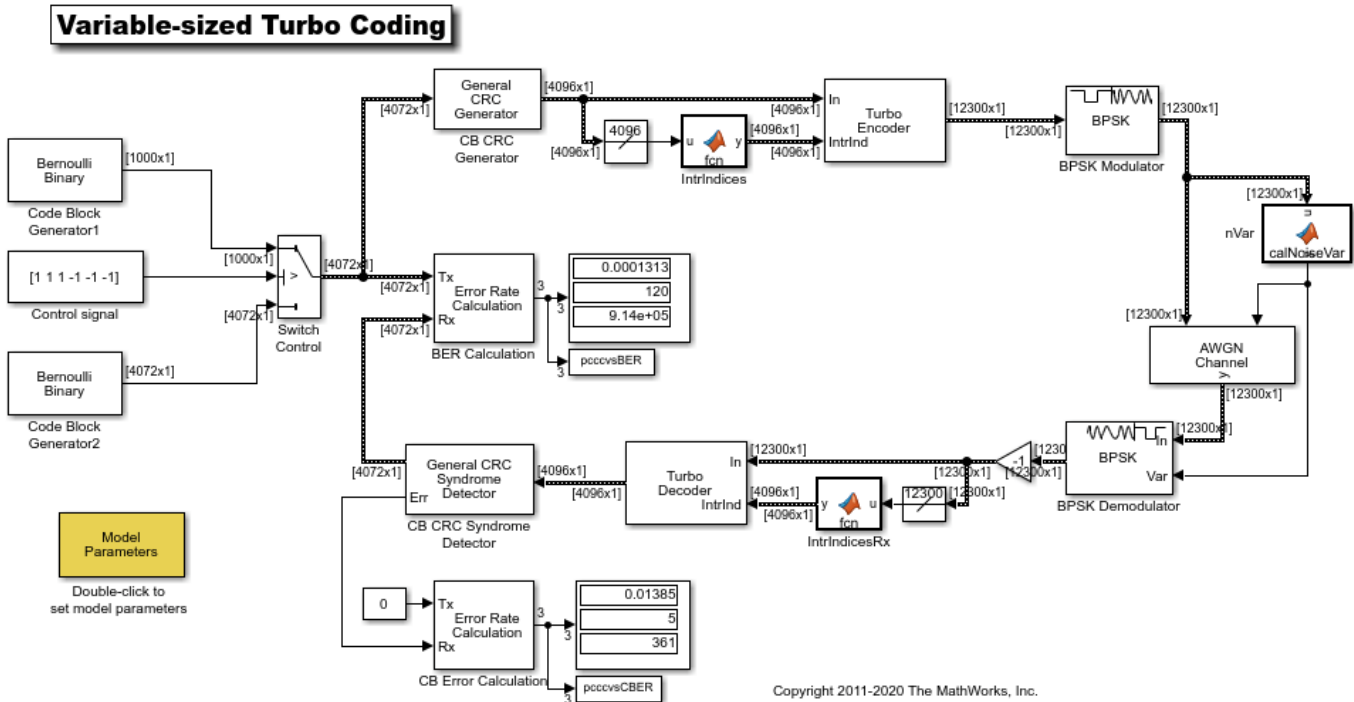 Variable-sized Turbo Coding
Bernoulli
Binary
[1000x1]
Code Block
Generator1
[1 1 1 -1 -1 -1]
Control signal
Bernoulli
Binary
[4072x1]
Code Block
Generator2
[1000x1]
>
[4072x1]
[4072x1]
Switch
Control
[4072x1]
General
CRC
Generator
[4096x1]
CB CRC
Generator
[4096x1]
4096
u
y
fcn
IntrIndices
[4096x1]
[4096x1]
[4096x1]
In
IntrInd
Turbo
Encoder
[12300x1]
[12300x1]
BPSK
BPSK Modulator
[12300x1]
[12300x1]
nVar
u
calNoiseVar
[12300x1]
AWGN
Channel
y
[12300x1]
[12300x1]
In
BPSK
Var
BPSK Demodulator
[1230
[12300x1]
-1
[12300x1]
[12300x1]
12300
u
y
fcn
IntrIndicesRx
[12300x1]
[4096x1]
[4096x1]
In
Turbo
Decoder
IntrInd
[4096x1]
[4096x1]
General CRC
Syndrome
Detector
Err
CB CRC Syndrome
Detector
[4072x1]
[4072x1]
[4072x1]
Tx
Rx
Error Rate
Calculation
BER Calculation
3
3
0.0001313
120
9.14e+05
3
pcccvsBER
Model
Parameters
Double-click to
set model parameters
0
Tx
Rx
Error Rate
Calculation
CB Error Calculation
3
3
0.01385
5
361
3
pcccvsCBER
Copyright 2011-2020 The MathWorks, Inc.